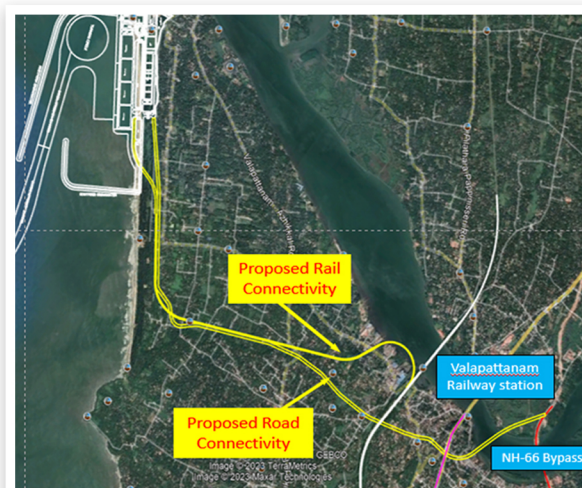 Proposed Rail
Connectivity
Valapattanam
Railway station
Proposed Road
Connectivity
NH-66 Bypass
GEBCO
Image © 2023 TerraMetrics
Image © 2023 Maxar Technologies